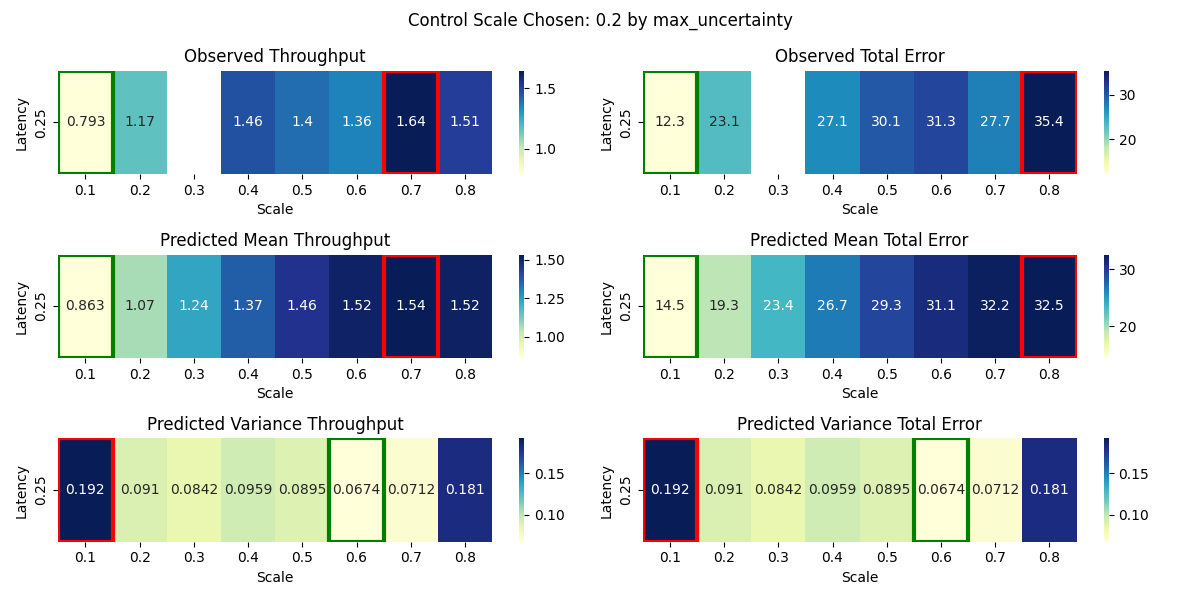 Control Scale Chosen: 0.2 by max_uncertainty
Observed Throughput
Latency
0.25
0.793 1.17 1.46 1.4 1.36 1.64 1.51
0.1 0.2 0.3 0.4 0.5 0.6 0.7 0.8
Scale
1.5
1.0
Observed Total Error
Latency
0.25
12.3 23.1 27.1 30.1 31.3 27.7 35.4
0.1 0.2 0.3 0.4 0.5 0.6 0.7 0.8
Scale
30
20
Predicted Mean Throughput
Latency
0.25
0.863 1.07 1.24 1.37 1.46 1.52 1.54 1.52
0.1 0.2 0.3 0.4 0.5 0.6 0.7 0.8
Scale
1.50
1.25
1.00
Predicted Mean Total Error
Latency
0.25
14.5 19.3 23.4 26.7 29.3 31.1 32.2 32.5
0.1 0.2 0.3 0.4 0.5 0.6 0.7 0.8
Scale
30
20
Predicted Variance Throughput
Latency
0.25
0.192 0.091 0.0842 0.0959 0.0895 0.0674 0.0712 0.181
0.1 0.2 0.3 0.4 0.5 0.6 0.7 0.8
Scale
0.15
0.10
Predicted Variance Total Error
Latency
0.25
0.192 0.091 0.0842 0.0959 0.0895 0.0674 0.0712 0.181
0.1 0.2 0.3 0.4 0.5 0.6 0.7 0.8
Scale
0.15
0.10